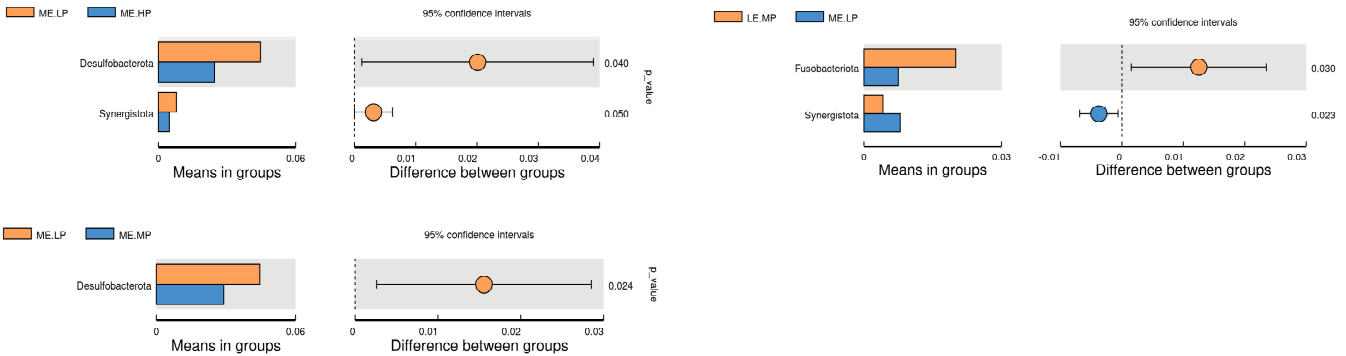 ME.LP ME.HP
95% confidence intervals
Desulfobacterota
0.040
Synergistota
0.050
p_value
0 0.06
0 0.01 0.02 0.03 0.04
Means in groups
Difference between groups
LE.MP ME.LP
95% confidence intervals
Fusobacteriota
0.030
Synergistota
0.023
0 0.03
-0.01 0 0.01 0.02 0.03
Means in groups
Difference between groups
ME.LP ME.MP
95% confidence intervals
Desulfobacterota
0.024
p_value
0 0.06
0 0.01 0.02 0.03
Means in groups
Difference between groups